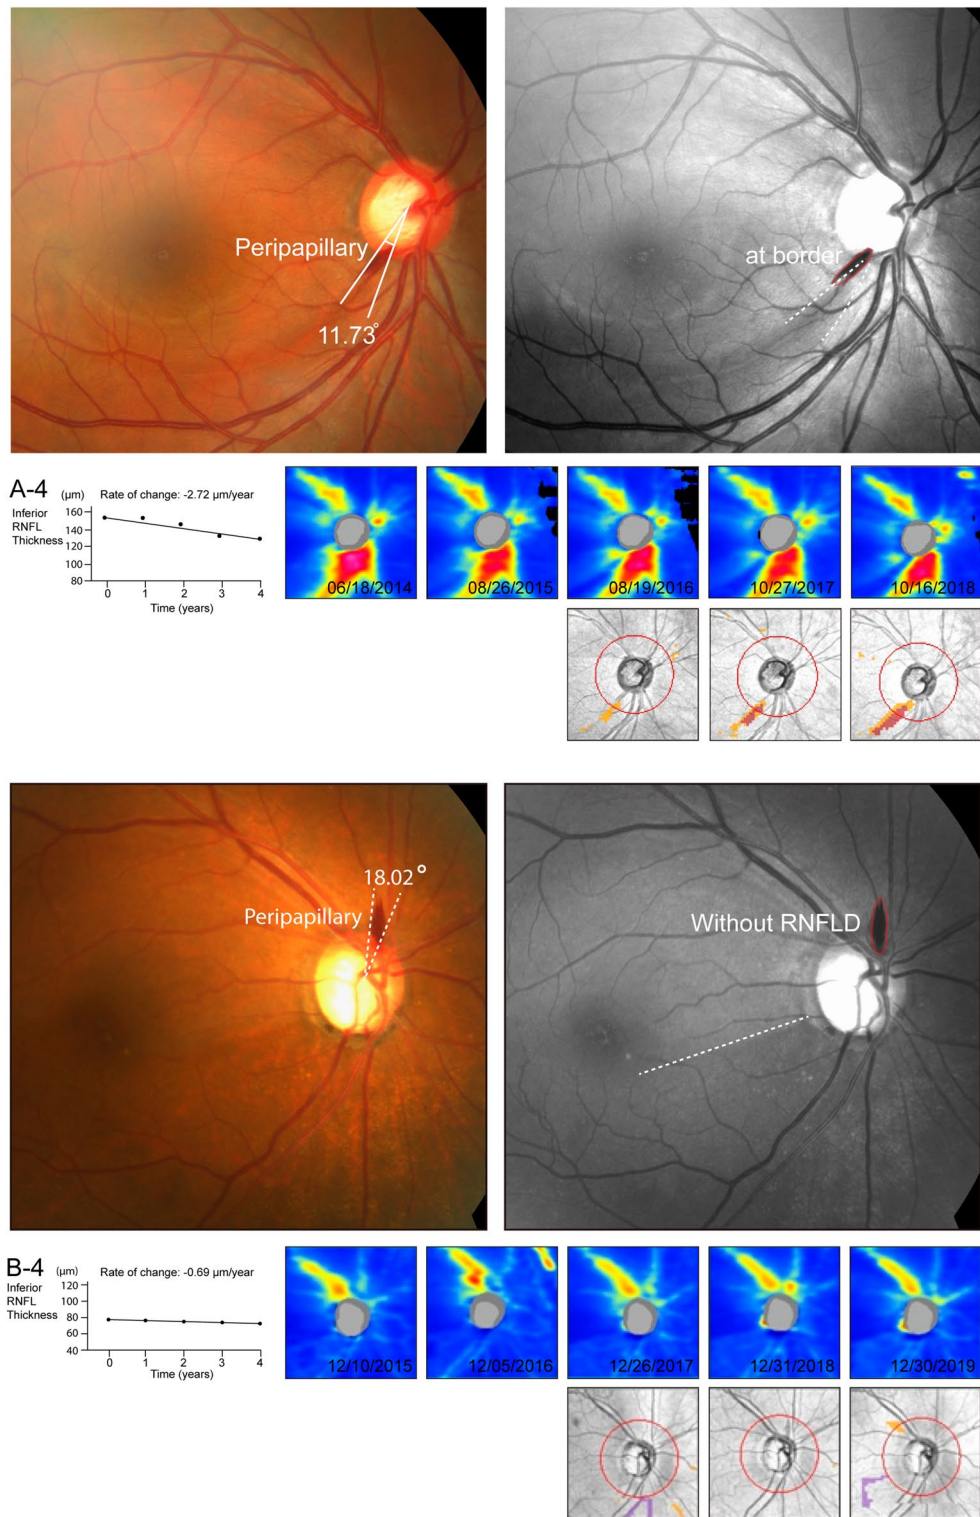 Peripapillary
11.73°
at border
A-4
(µm)
Rate of change: -2.72 µm/year
Inferior
RNFL
Thickness
160
140
120
100
80
0 1 2 3 4
Time (years)
06/18/2014
08/26/2015
08/19/2016
10/27/2017
10/16/2018
18.02°
Peripapillary
Without RNFLD
B-4
(µm)
Rate of change: -0.69 µm/year
Inferior
RNFL
Thickness
120
100
80
60
40
0 1 2 3 4
Time (years)
12/10/2015
12/05/2016
12/26/2017
12/31/2018
12/30/2019